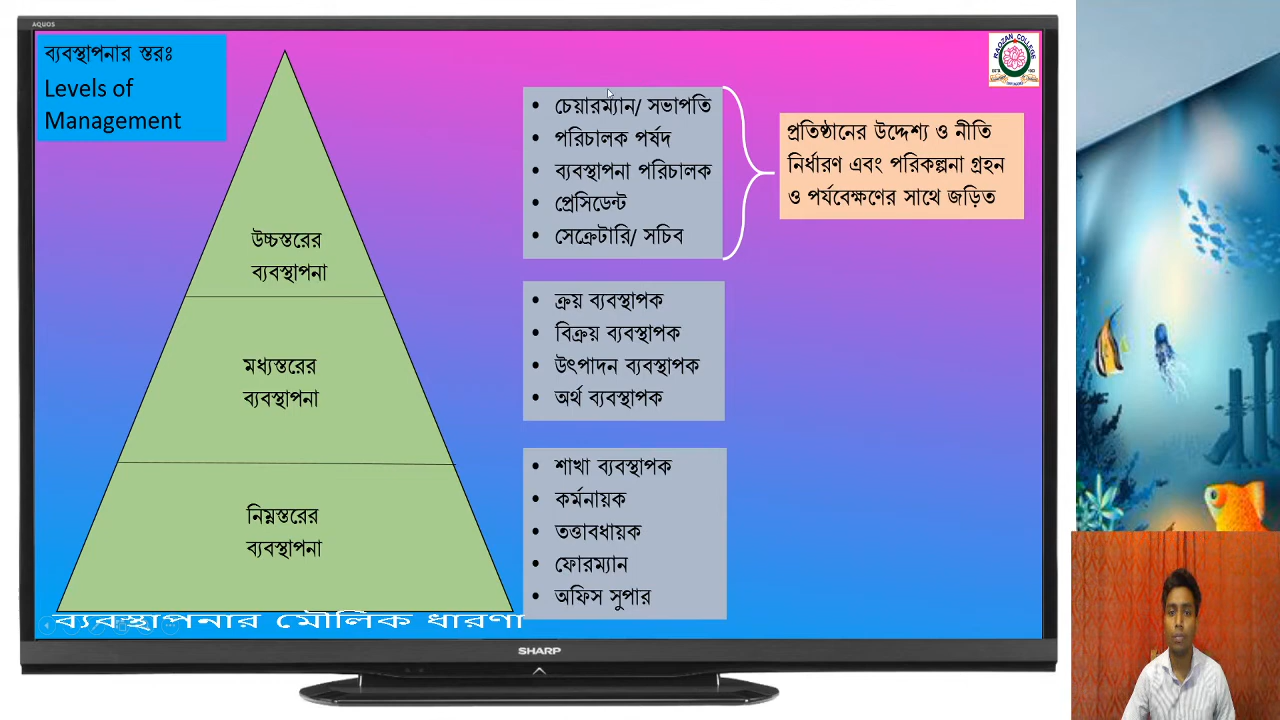 AQUOS
ব্যবস্থাপনার স্তরঃ
Levels of
Management
RAOZAN COLLEGE
উচ্চস্তরের
ব্যবস্থাপনা
মধ্যস্তরের
ব্যবস্থাপনা
নিম্নস্তরের
ব্যবস্থাপনা
• চেয়ারম্যান/ সভাপতি
• পরিচালক পর্ষদ
• ব্যবস্থাপনা পরিচালক
• প্রেসিডেন্ট
• সেক্রেটারি/ সচিব
প্রতিষ্ঠানের উদ্দেশ্য ও নীতি
নির্ধারণ এবং পরিকল্পনা গ্রহন
ও পর্যবেক্ষণের সাথে জড়িত
• ক্রয় ব্যবস্থাপক
• বিক্রয় ব্যবস্থাপক
• উৎপাদন ব্যবস্থাপক
• অর্থ ব্যবস্থাপক
• শাখা ব্যবস্থাপক
• কর্মনায়ক
• তত্তাবধায়ক
• ফোরম্যান
• অফিস সুপার
ব্যবস্থাপনার মৌলিক ধারণা
SHARP